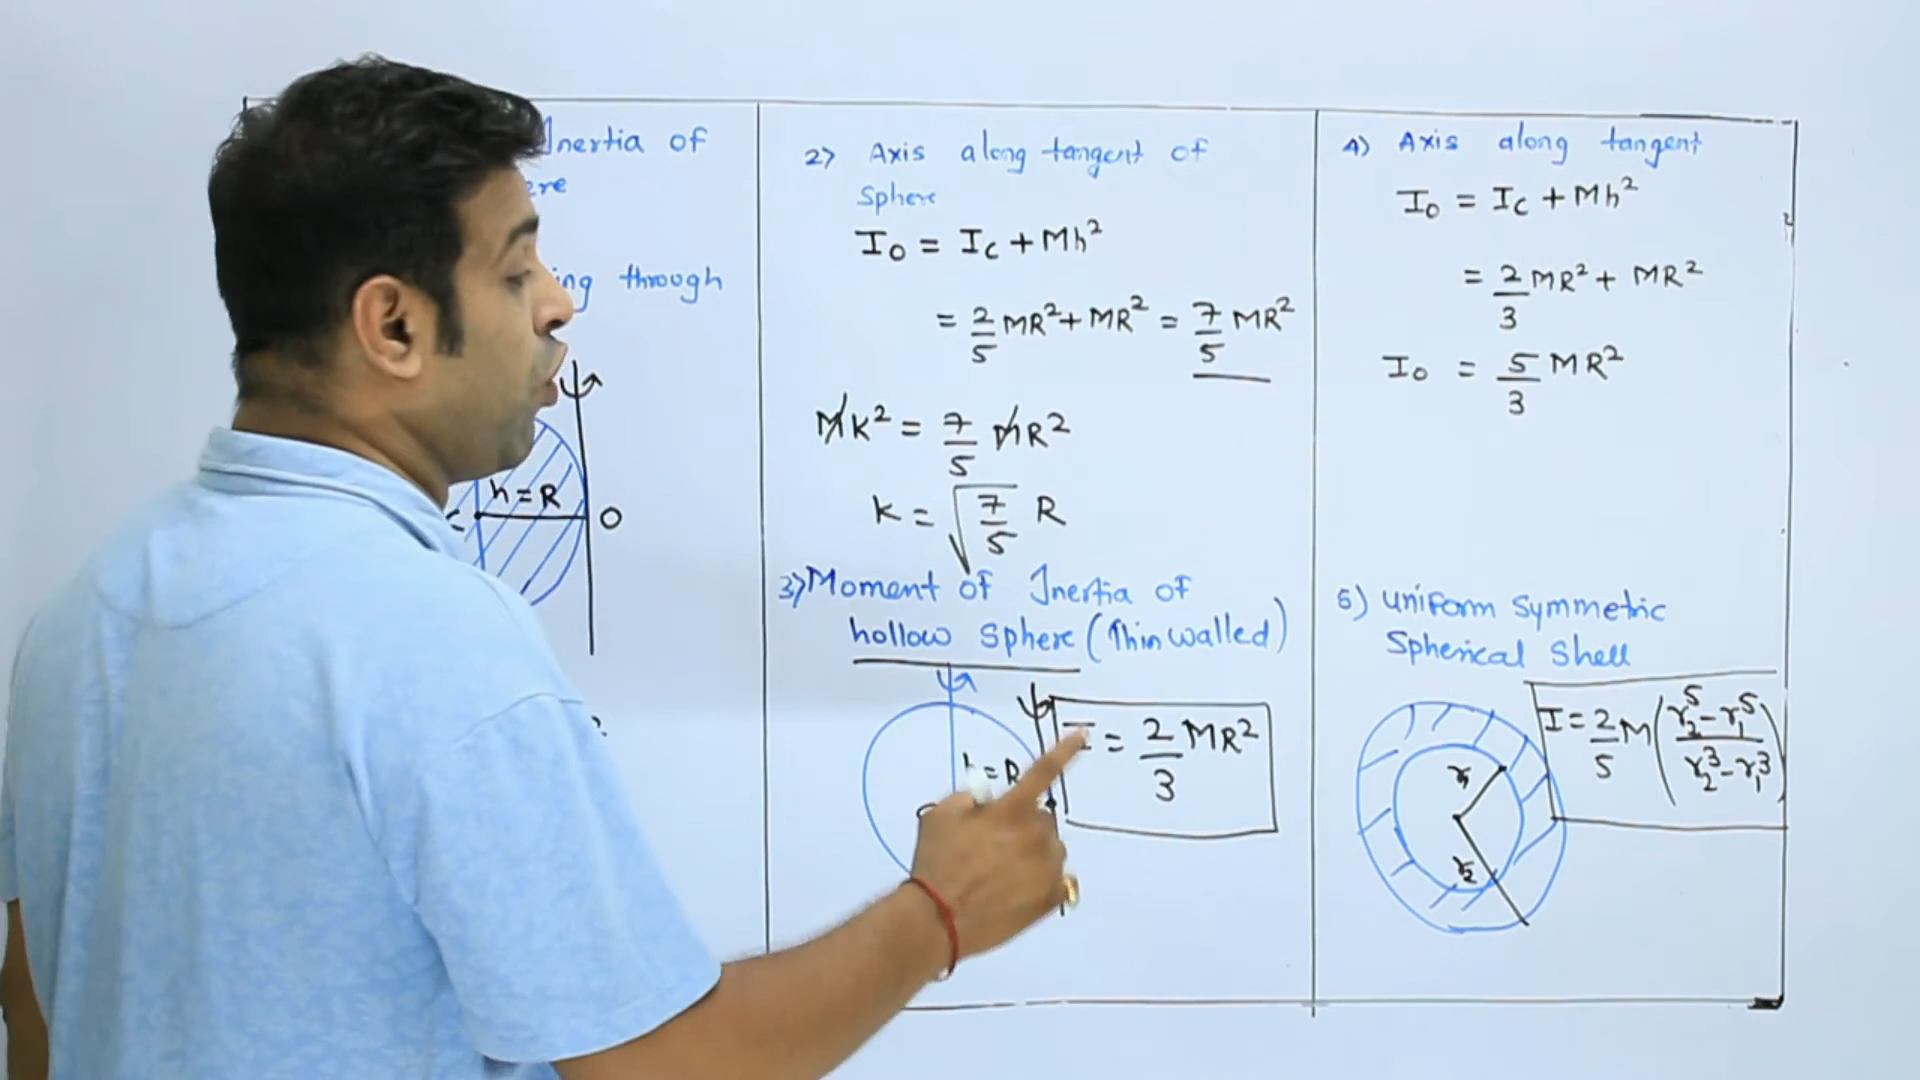 Inertia of
ing through
h=R
O
2) Axis along tangent of
Sphere
I₀ = Ic + Mh²
= 2/5 MR² + MR² = 7/5 MR²
MK² = 7/5 MR²
K = √7/5 R
3) Moment of Inertia of
hollow Sphere (Thin walled)
h=R
I = 2/3 MR²
4) Axis along tangent
I₀ = Ic + Mh²
= 2/3 MR² + MR²
I₀ = 5/3 MR²
5) Uniform Symmetric
Spherical Shell
I = 2/5 M (r₂⁵ - r₁⁵ / r₂³ - r₁³)
r₁
r₂